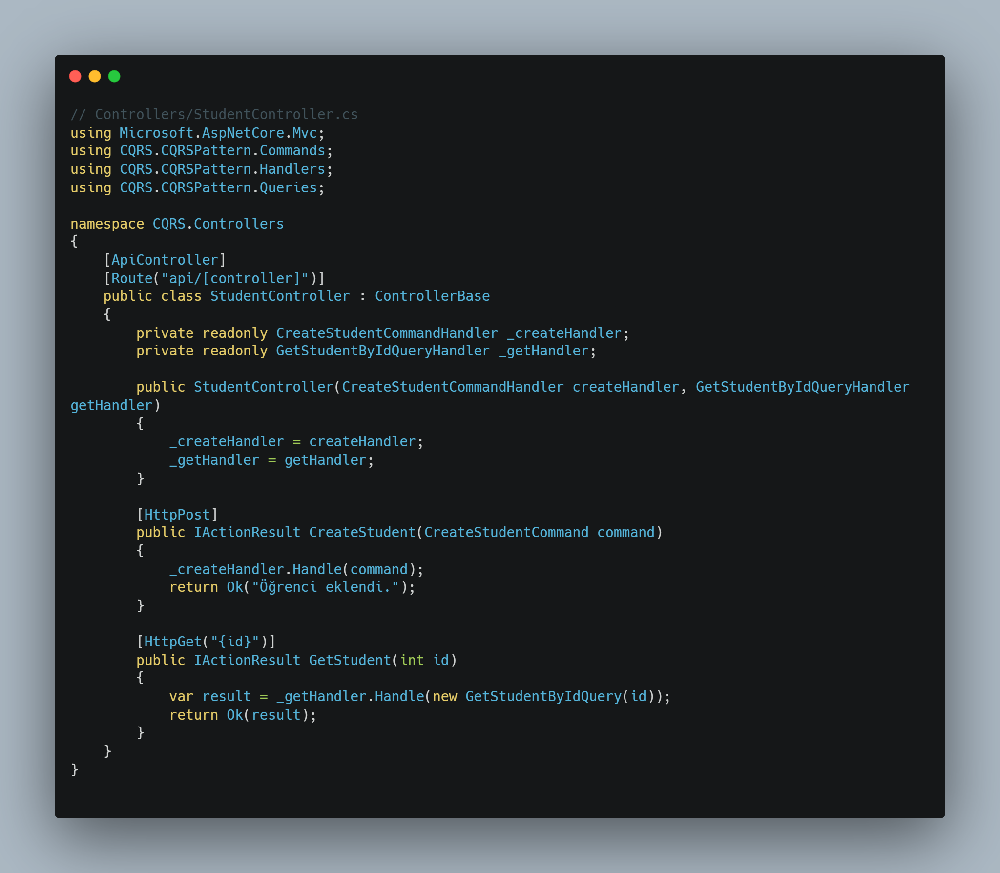 // Controllers/StudentController.cs
using Microsoft.AspNetCore.Mvc;
using CQRS.CQRSPattern.Commands;
using CQRS.CQRSPattern.Handlers;
using CQRS.CQRSPattern.Queries;

namespace CQRS.Controllers
{
    [ApiController]
    [Route("api/[controller]")]
    public class StudentController : ControllerBase
    {
        private readonly CreateStudentCommandHandler _createHandler;
        private readonly GetStudentByIdQueryHandler _getHandler;

        public StudentController(CreateStudentCommandHandler createHandler, GetStudentByIdQueryHandler
getHandler)
        {
            _createHandler = createHandler;
            _getHandler = getHandler;
        }

        [HttpPost]
        public IActionResult CreateStudent(CreateStudentCommand command)
        {
            _createHandler.Handle(command);
            return Ok("Öğrenci eklendi.");
        }

        [HttpGet("{id}")]
        public IActionResult GetStudent(int id)
        {
            var result = _getHandler.Handle(new GetStudentByIdQuery(id));
            return Ok(result);
        }
    }
}